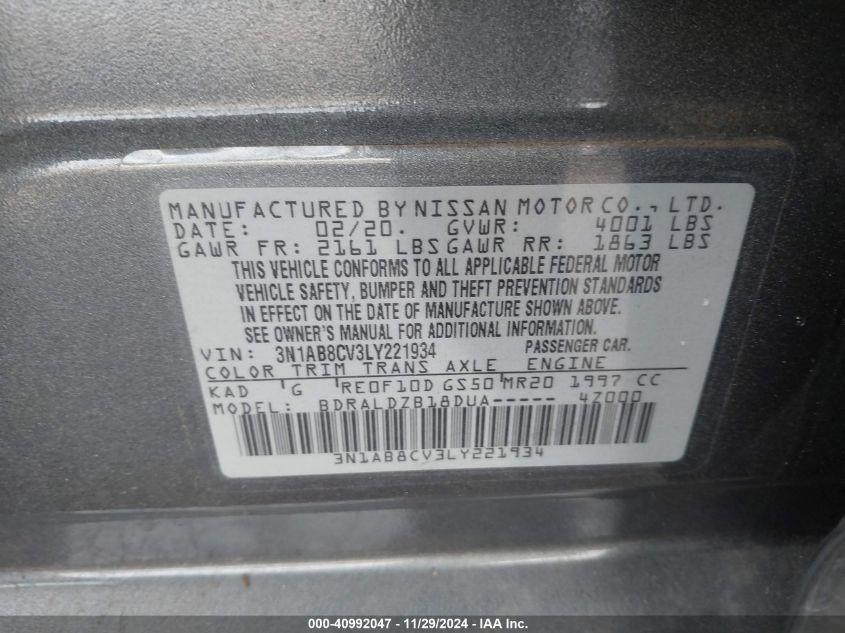 MANUFACTURED BY NISSAN MOTOR CO., LTD.
DATE: 02/20. GVWR: 4001 LBS
GAWR FR: 2161 LBS GAWR RR: 1863 LBS
THIS VEHICLE CONFORMS TO ALL APPLICABLE FEDERAL MOTOR
VEHICLE SAFETY, BUMPER AND THEFT PREVENTION STANDARDS
IN EFFECT ON THE DATE OF MANUFACTURE SHOWN ABOVE.
SEE OWNER'S MANUAL FOR ADDITIONAL INFORMATION.
VIN: 3N1AB8CV3LY221934 PASSENGER CAR.
COLOR TRIM TRANS AXLE ENGINE
KAD G RE0F10D GS50 MR20 1997 CC
MODEL: BDRALDZB18DUA----- 4Z000
3N1AB8CV3LY221934
000-40992047 - 11/29/2024 - IAAI.com